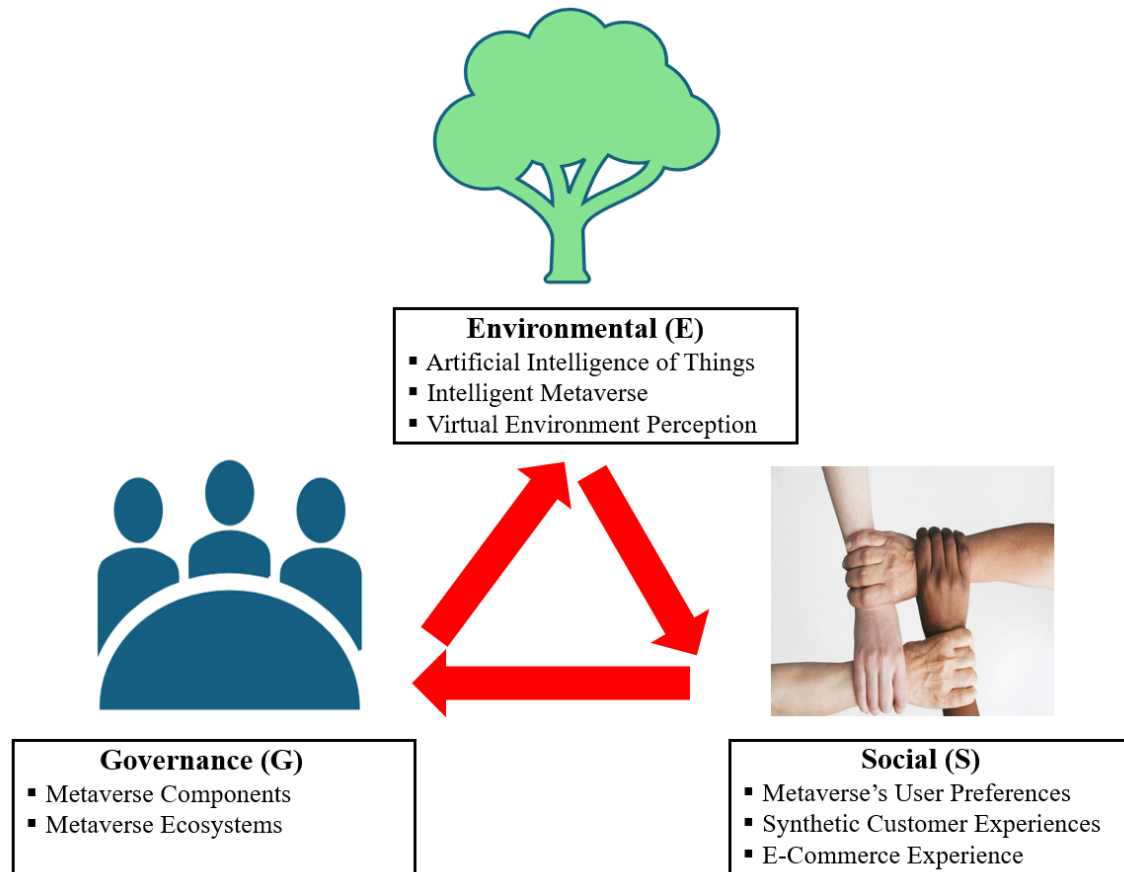 Environmental (E)
▪ Artificial Intelligence of Things
▪ Intelligent Metaverse
▪ Virtual Environment Perception
Governance (G)
▪ Metaverse Components
▪ Metaverse Ecosystems
Social (S)
▪ Metaverse’s User Preferences
▪ Synthetic Customer Experiences
▪ E-Commerce Experience